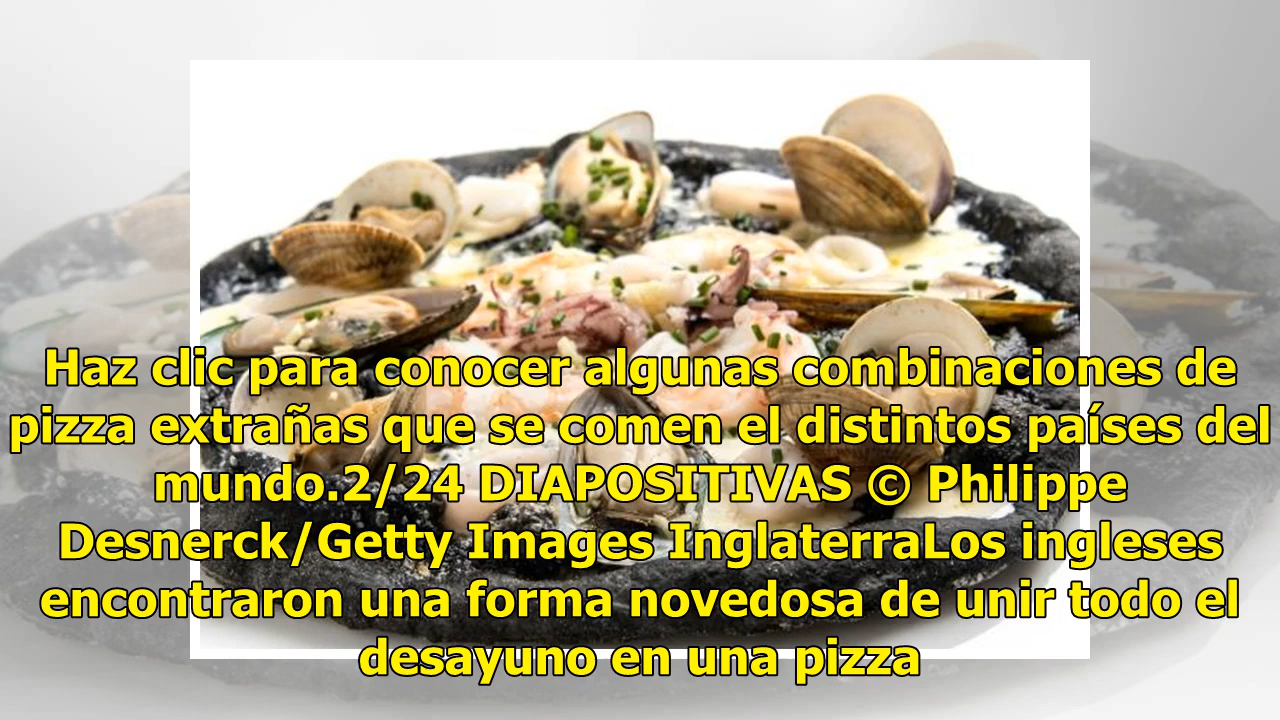 Haz clic para conocer algunas combinaciones de
pizza extrañas que se comen el distintos países del
mundo.2/24 DIAPOSITIVAS © Philippe
Desnerck/Getty Images InglaterraLos ingleses
encontraron una forma novedosa de unir todo el
desayuno en una pizza